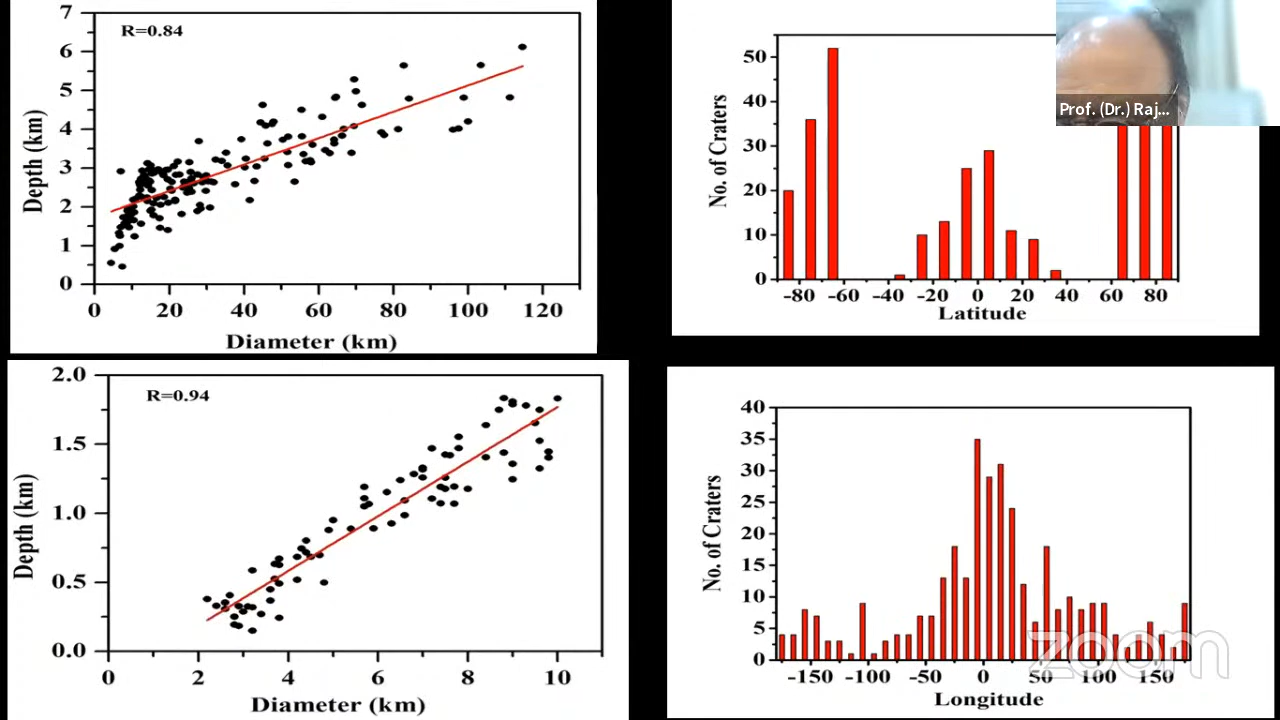 R=0.84
7
6
5
4
3
2
1
0
Depth (km)
0 20 40 60 80 100 120
Diameter (km)
50
30
20
10
0
No. of Craters
-80 -60 -40 -20 0 20 40 60 80
Latitude
Prof. (Dr.) Raj...
R=0.94
2.0
1.5
1.0
0.5
0.0
Depth (km)
2 4 6 8 10
Diameter (km)
40
35
30
25
20
15
10
5
0
No. of Craters
-150 -100 -50 0 50 100 150
Longitude
zoom